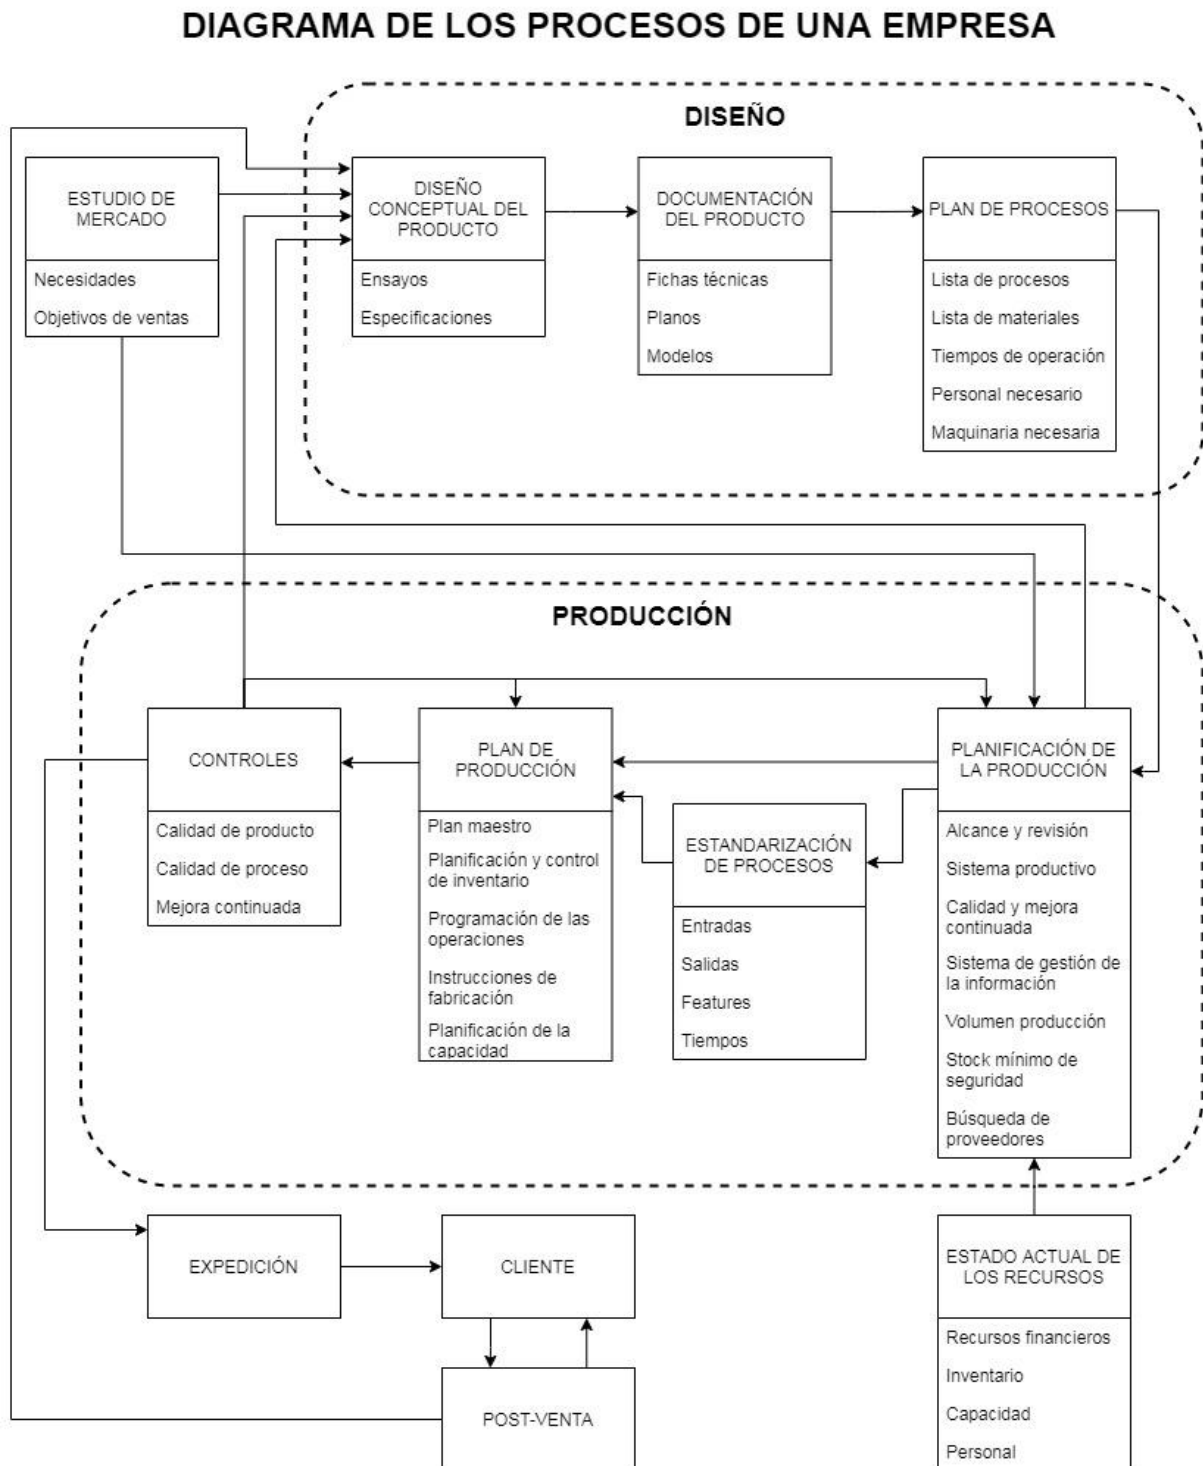 DIAGRAMA DE LOS PROCESOS DE UNA EMPRESA
DISEÑO
ESTUDIO DE
MERCADO
Necesidades
Objetivos de ventas
DISEÑO
CONCEPTUAL DEL
PRODUCTO
Ensayos
Especificaciones
DOCUMENTACIÓN
DEL PRODUCTO
Fichas técnicas
Planos
Modelos
PLAN DE PROCESOS
Lista de procesos
Lista de materiales
Tiempos de operación
Personal necesario
Maquinaria necesaria
PRODUCCIÓN
CONTROLES
Calidad de producto
Calidad de proceso
Mejora continuada
PLAN DE
PRODUCCIÓN
Plan maestro
Planificación y control
de inventario
Programación de las
operaciones
Instrucciones de
fabricación
Planificación de la
capacidad
ESTANDARIZACIÓN
DE PROCESOS
Entradas
Salidas
Features
Tiempos
PLANIFICACIÓN DE
LA PRODUCCIÓN
Alcance y revisión
Sistema productivo
Calidad y mejora
continuada
Sistema de gestión de
la información
Volumen producción
Stock mínimo de
seguridad
Búsqueda de
proveedores
EXPEDICIÓN
CLIENTE
POST-VENTA
ESTADO ACTUAL DE
LOS RECURSOS
Recursos financieros
Inventario
Capacidad
Personal